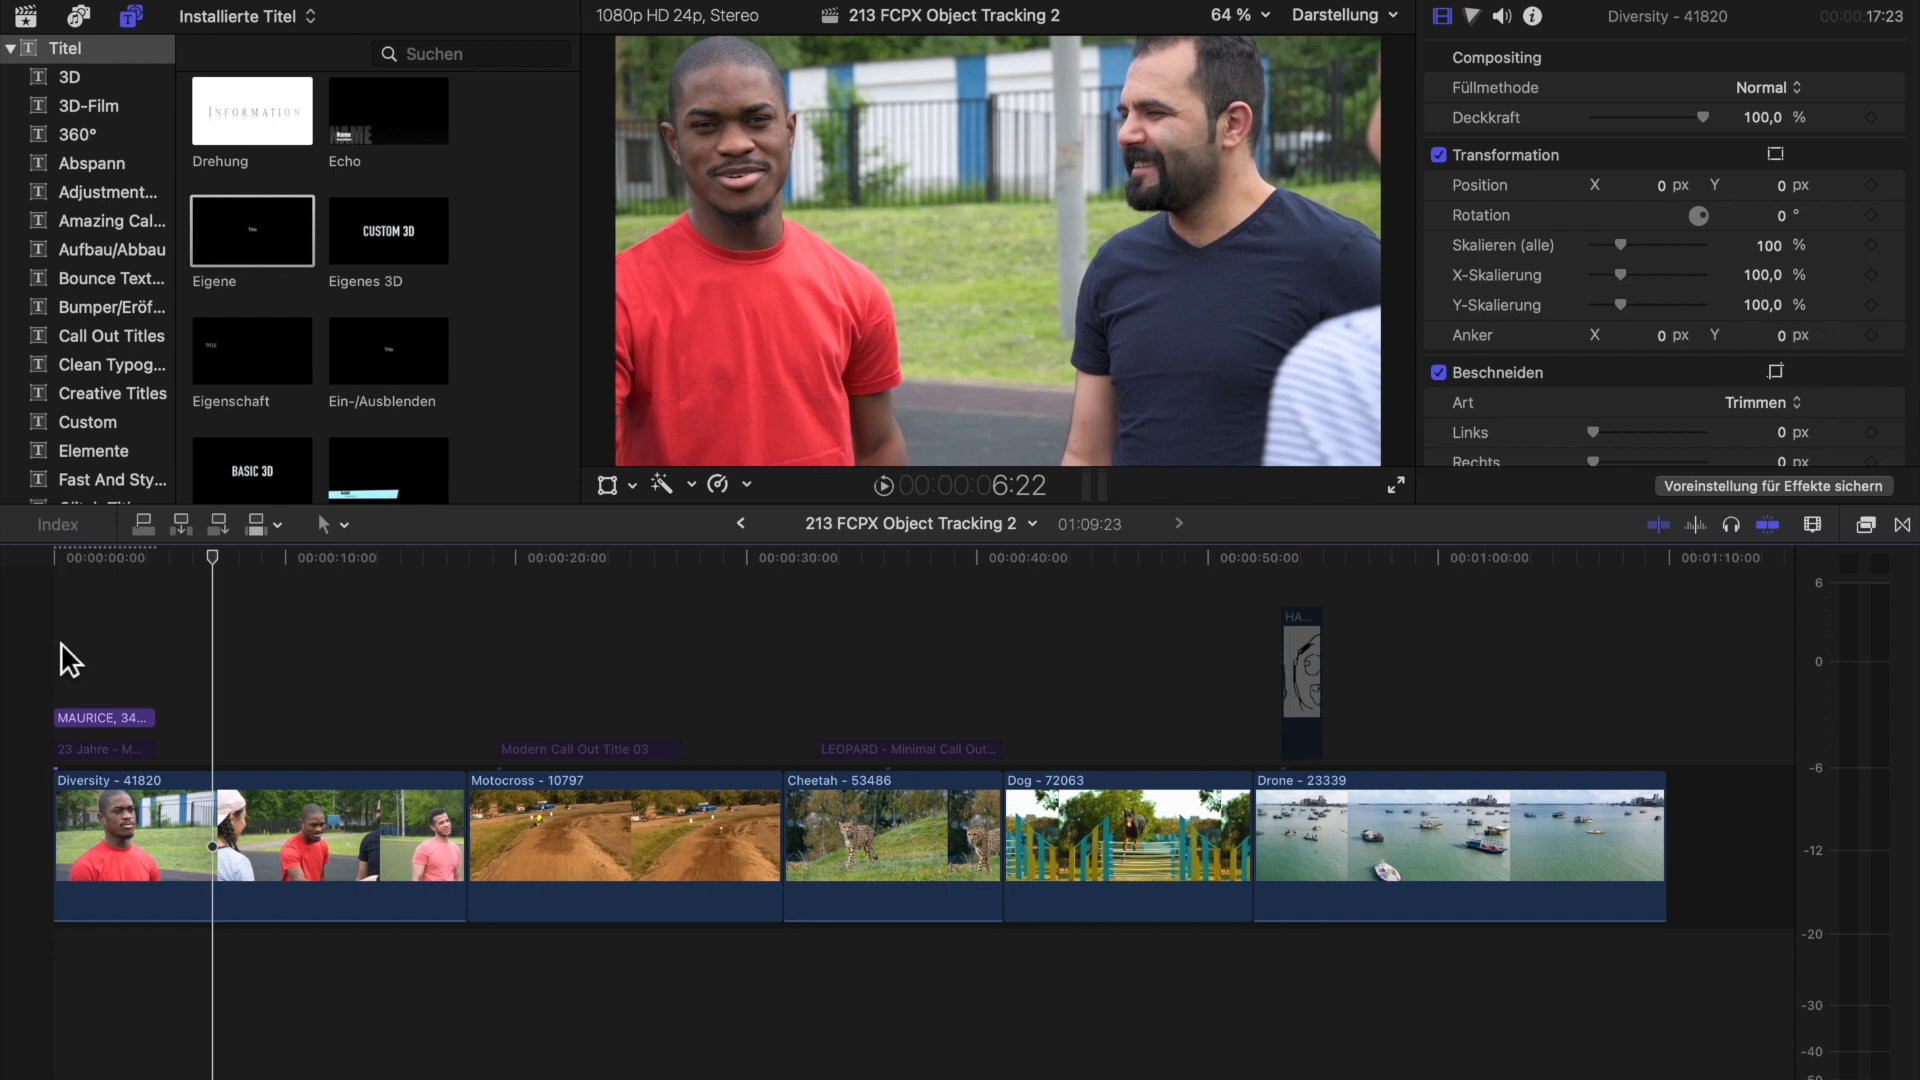 Installierte Titel
1080p HD 24p, Stereo
213 FCPX Object Tracking 2
64 %
Darstellung
Diversity - 41820
00:00:17:23
Titel
3D
3D-Film
360°
Abspann
Adjustment...
Amazing Cal...
Aufbau/Abbau
Bounce Text...
Bumper/Eröf...
Call Out Titles
Clean Typog...
Creative Titles
Custom
Elemente
Fast And Sty...
Suchen
INFORMATION
Drehung
NAME
Name
Echo
Title
Eigene
CUSTOM 3D
Eigenes 3D
TITLE
Eigenschaft
Title
Ein-/Ausblenden
BASIC 3D
Compositing
Füllmethode Normal
Deckkraft 100,0 %
Transformation
Position X 0 px Y 0 px
Rotation 0 °
Skalieren (alle) 100 %
X-Skalierung 100,0 %
Y-Skalierung 100,0 %
Anker X 0 px Y 0 px
Beschneiden
Art Trimmen
Links 0 px
Rechts 0 px
Voreinstellung für Effekte sichern
00:00:06:22
Index
213 FCPX Object Tracking 2
01:09:23
00:00:00:00
00:00:10:00
00:00:20:00
00:00:30:00
00:00:40:00
00:00:50:00
00:01:00:00
00:01:10:00
HA...
MAURICE, 34...
23 Jahre - M...
Modern Call Out Title 03
LEOPARD - Minimal Call Out...
Diversity - 41820
Motocross - 10797
Cheetah - 53486
Dog - 72063
Drone - 23339
6
0
-6
-12
-20
-30
-40